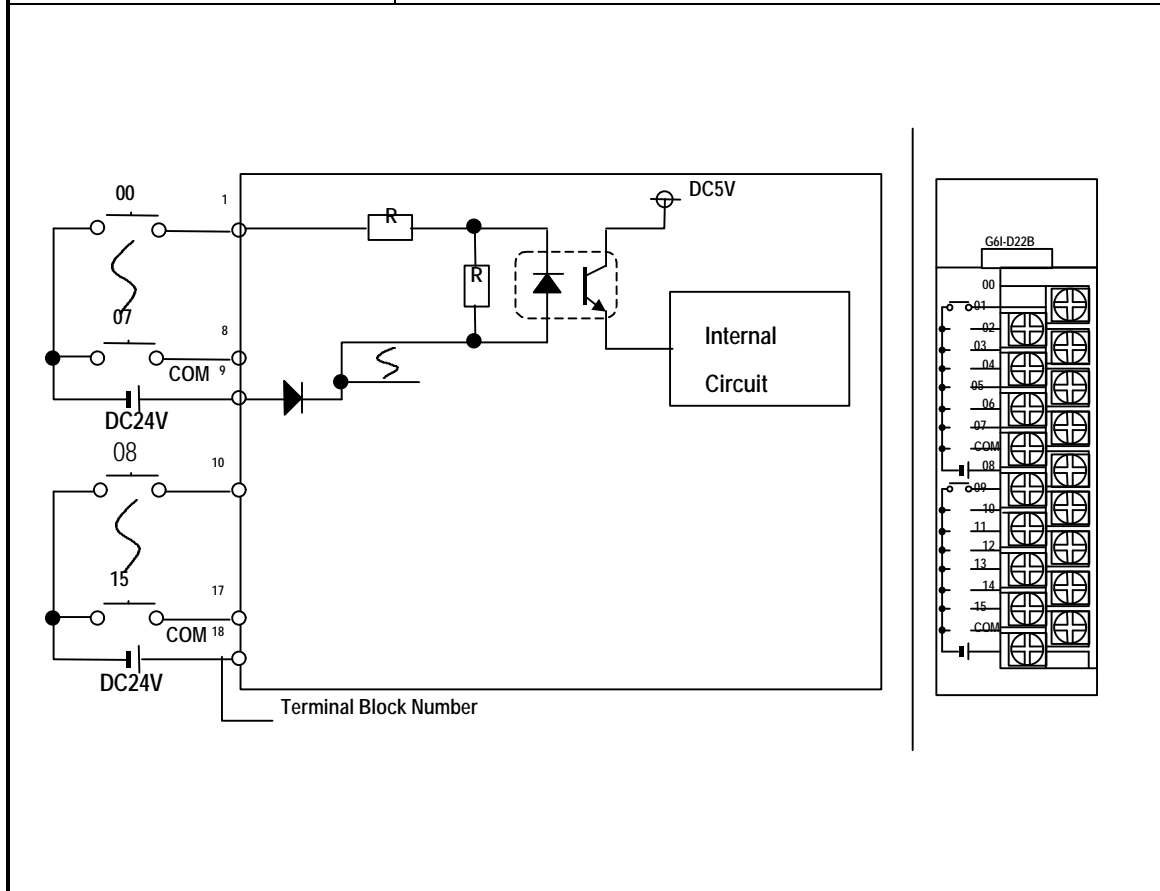 00
1
R
DC5V
R
07
8
COM 9
DC24V
Internal
Circuit
08
10
15
17
COM 18
DC24V
Terminal Block Number
G6I-D22B
00
01
02
03
04
05
06
07
COM
08
09
10
11
12
13
14
15
COM